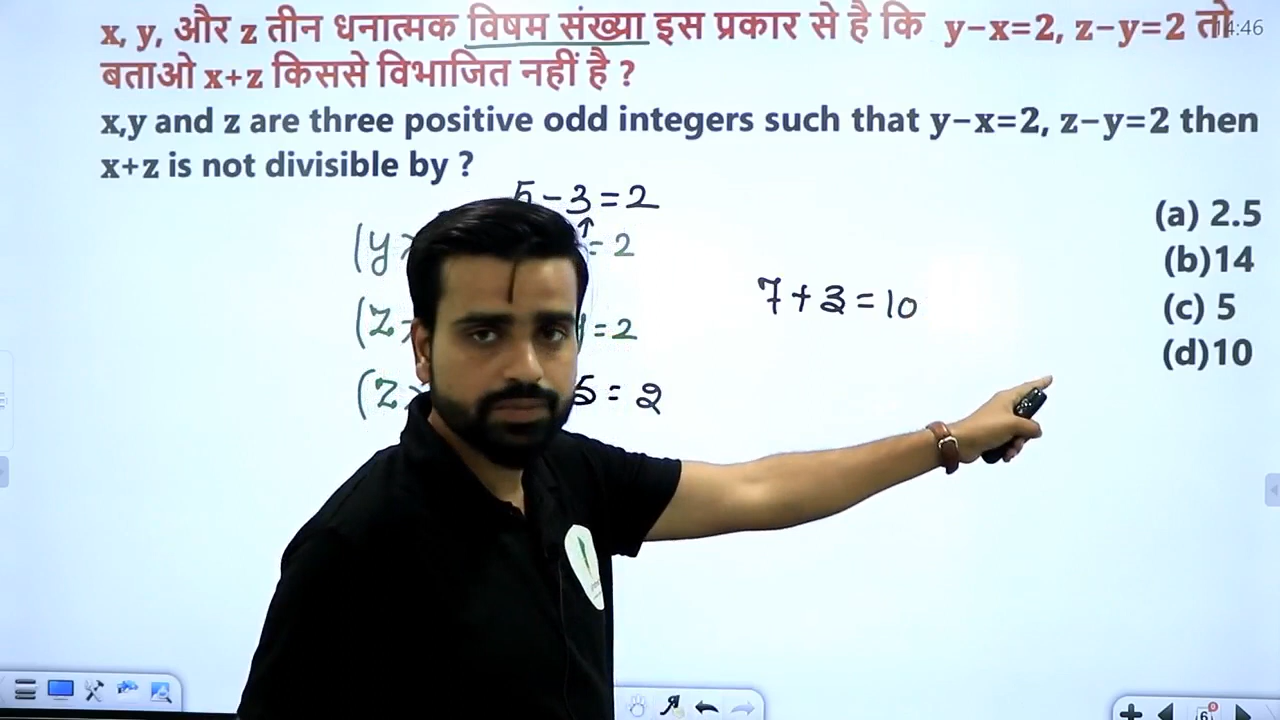 x, y, और z तीन धनात्मक विषम संख्या इस प्रकार से है कि y−x=2, z−y=2 तो
बताओ x+z किससे विभाजित नहीं है ?
x,y and z are three positive odd integers such that y−x=2, z−y=2 then
x+z is not divisible by ?
5-3=2
(y = 2
7+3=10
(z =2
(z 5=2
(a) 2.5
(b)14
(c) 5
(d)10